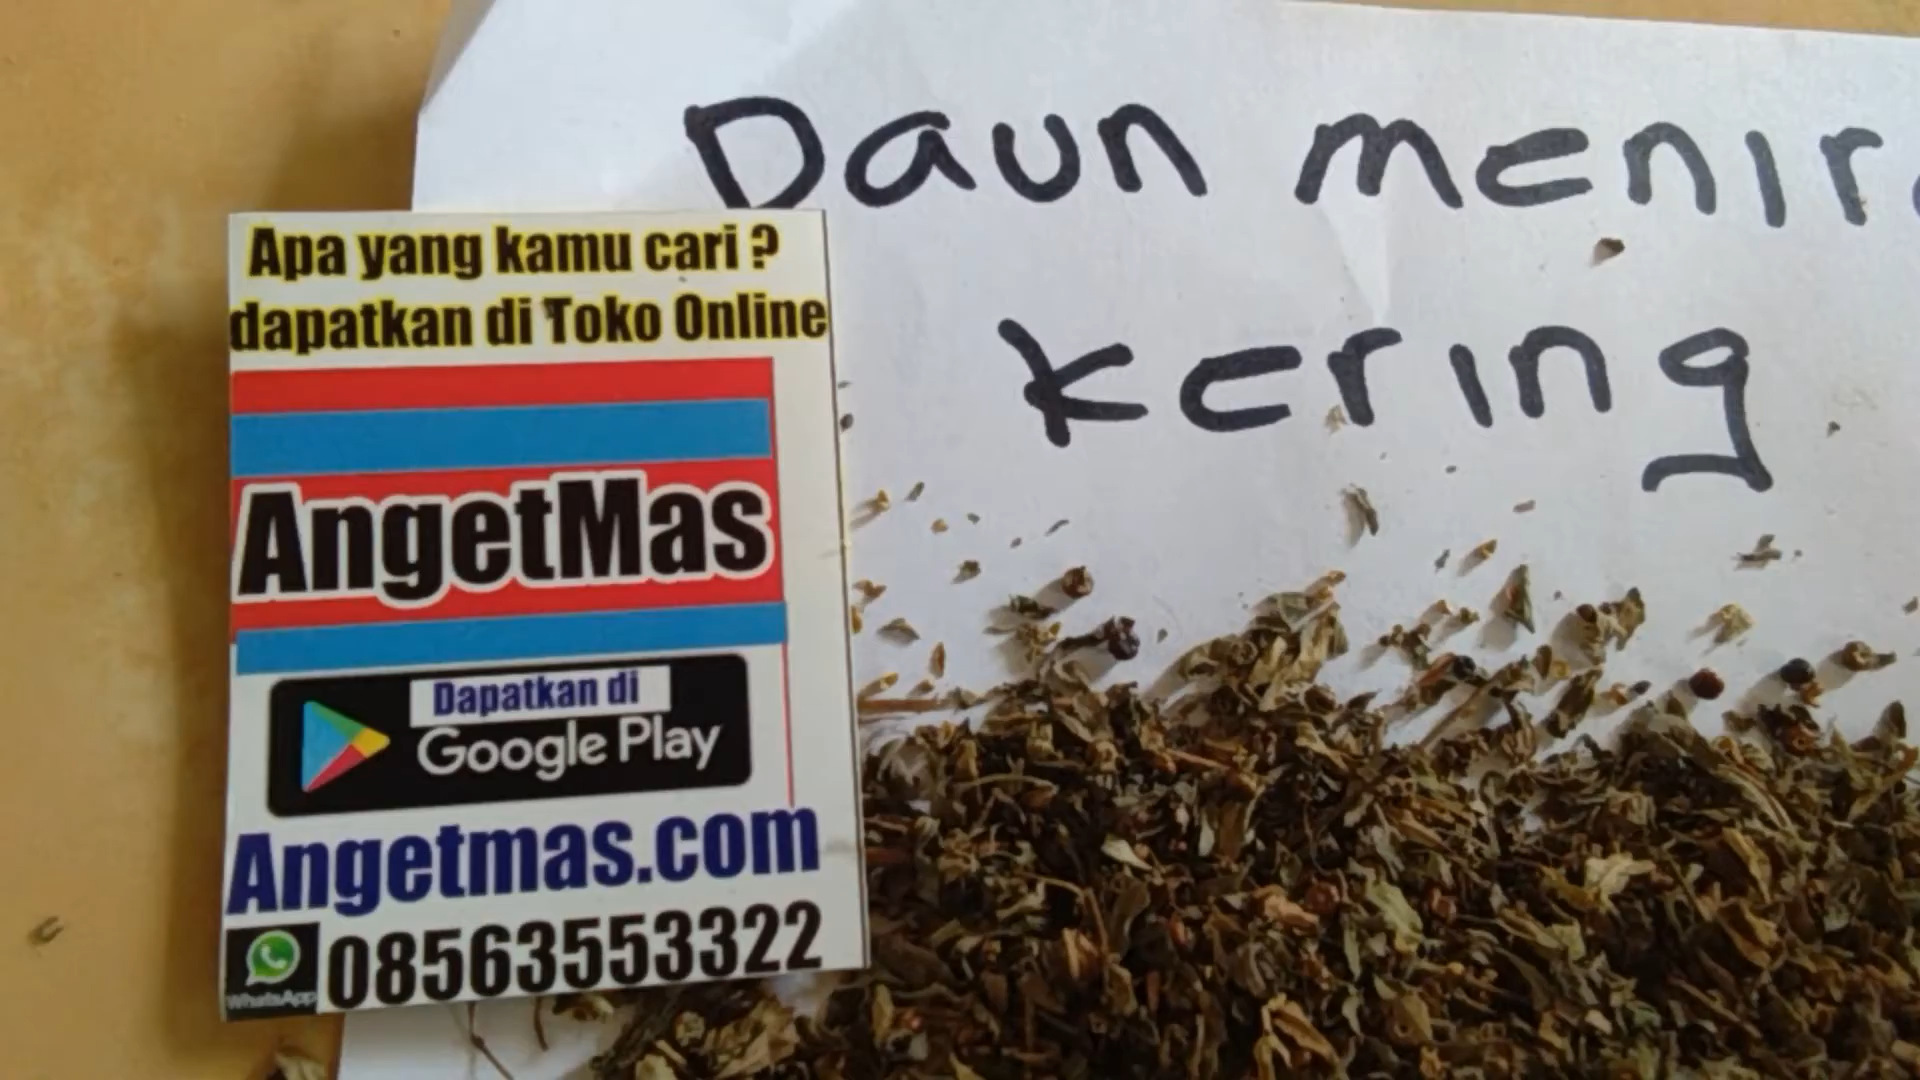 Daun menir
kering
Apa yang kamu cari ?
dapatkan di Toko Online
AngetMas
Dapatkan di
Google Play
Angetmas.com
WhatsApp
08563553322